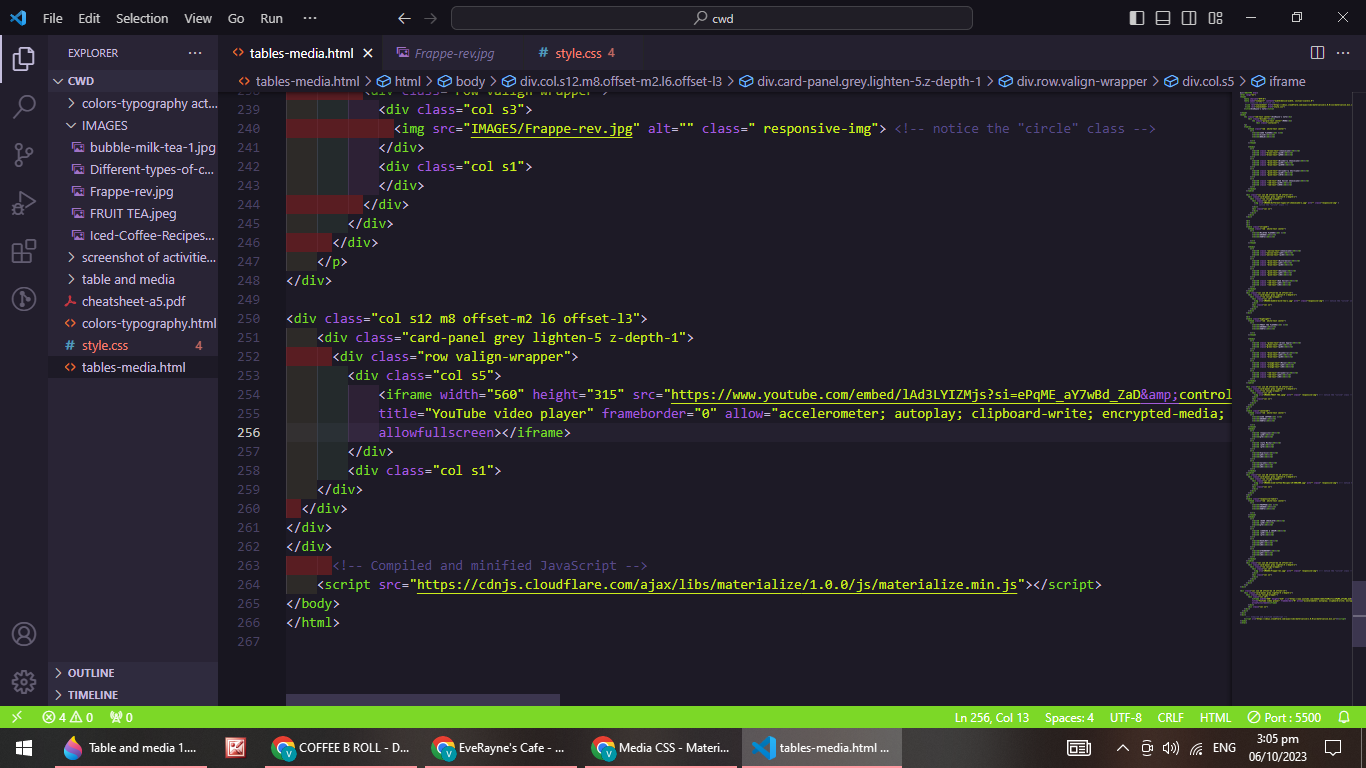 File Edit Selection View Go Run ··· cwd
EXPLORER ···
CWD
colors-typography act...
IMAGES
bubble-milk-tea-1.jpg
Different-types-of-c...
Frappe-rev.jpg
FRUIT TEA.jpeg
Iced-Coffee-Recipes...
screenshot of activitie...
table and media
cheatsheet-a5.pdf
colors-typography.html
style.css 4
tables-media.html
OUTLINE
TIMELINE
tables-media.html Frappe-rev.jpg style.css 4
tables-media.html > html > body > div.col.s12.m8.offset-m2.l6.offset-l3 > div.card-panel.grey.lighten-5.z-depth-1 > div.row.valign-wrapper > div.col.s5 > iframe
239 <div class="col s3">
240 <img src="IMAGES/Frappe-rev.jpg" alt="" class=" responsive-img"> <!-- notice the "circle" class -->
241 </div>
242 <div class="col s1">
243 </div>
244 </div>
245 </div>
246 </div>
247 </p>
248 </div>
249
250 <div class="col s12 m8 offset-m2 l6 offset-l3">
251 <div class="card-panel grey lighten-5 z-depth-1">
252 <div class="row valign-wrapper">
253 <div class="col s5">
254 <iframe width="560" height="315" src="https://www.youtube.com/embed/lAd3LYIZMjs?si=ePqME_aY7wBd_ZaD&amp;control
255 title="YouTube video player" frameborder="0" allow="accelerometer; autoplay; clipboard-write; encrypted-media;
256 allowfullscreen></iframe>
257 </div>
258 <div class="col s1">
259 </div>
260 </div>
261 </div>
262 </div>
263 <!-- Compiled and minified JavaScript -->
264 <script src="https://cdnjs.cloudflare.com/ajax/libs/materialize/1.0.0/js/materialize.min.js"></script>
265 </body>
266 </html>
267
4 0 0 Ln 256, Col 13 Spaces: 4 UTF-8 CRLF HTML Port : 5500
Table and media 1.... COFFEE B ROLL - D... EveRayne's Cafe - ... Media CSS - Materi... tables-media.html ... ENG 3:05 pm
06/10/2023